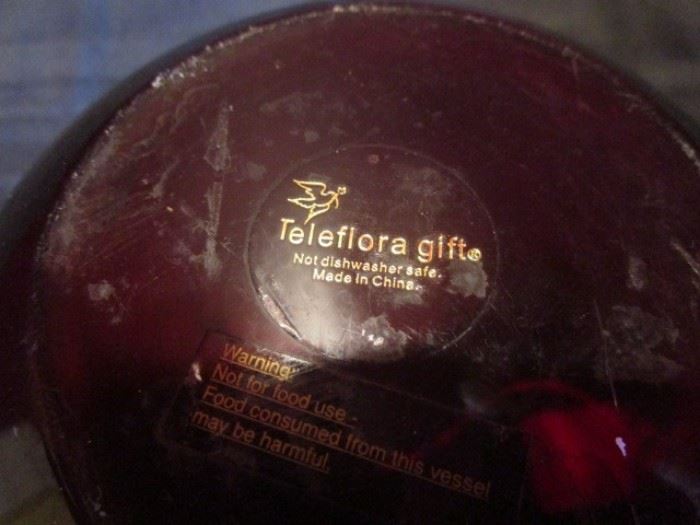 Teleflora gift®
Not dishwasher safe.
Made in China.
Warning:
Not for food use -
Food consumed from this vessel
may be harmful.